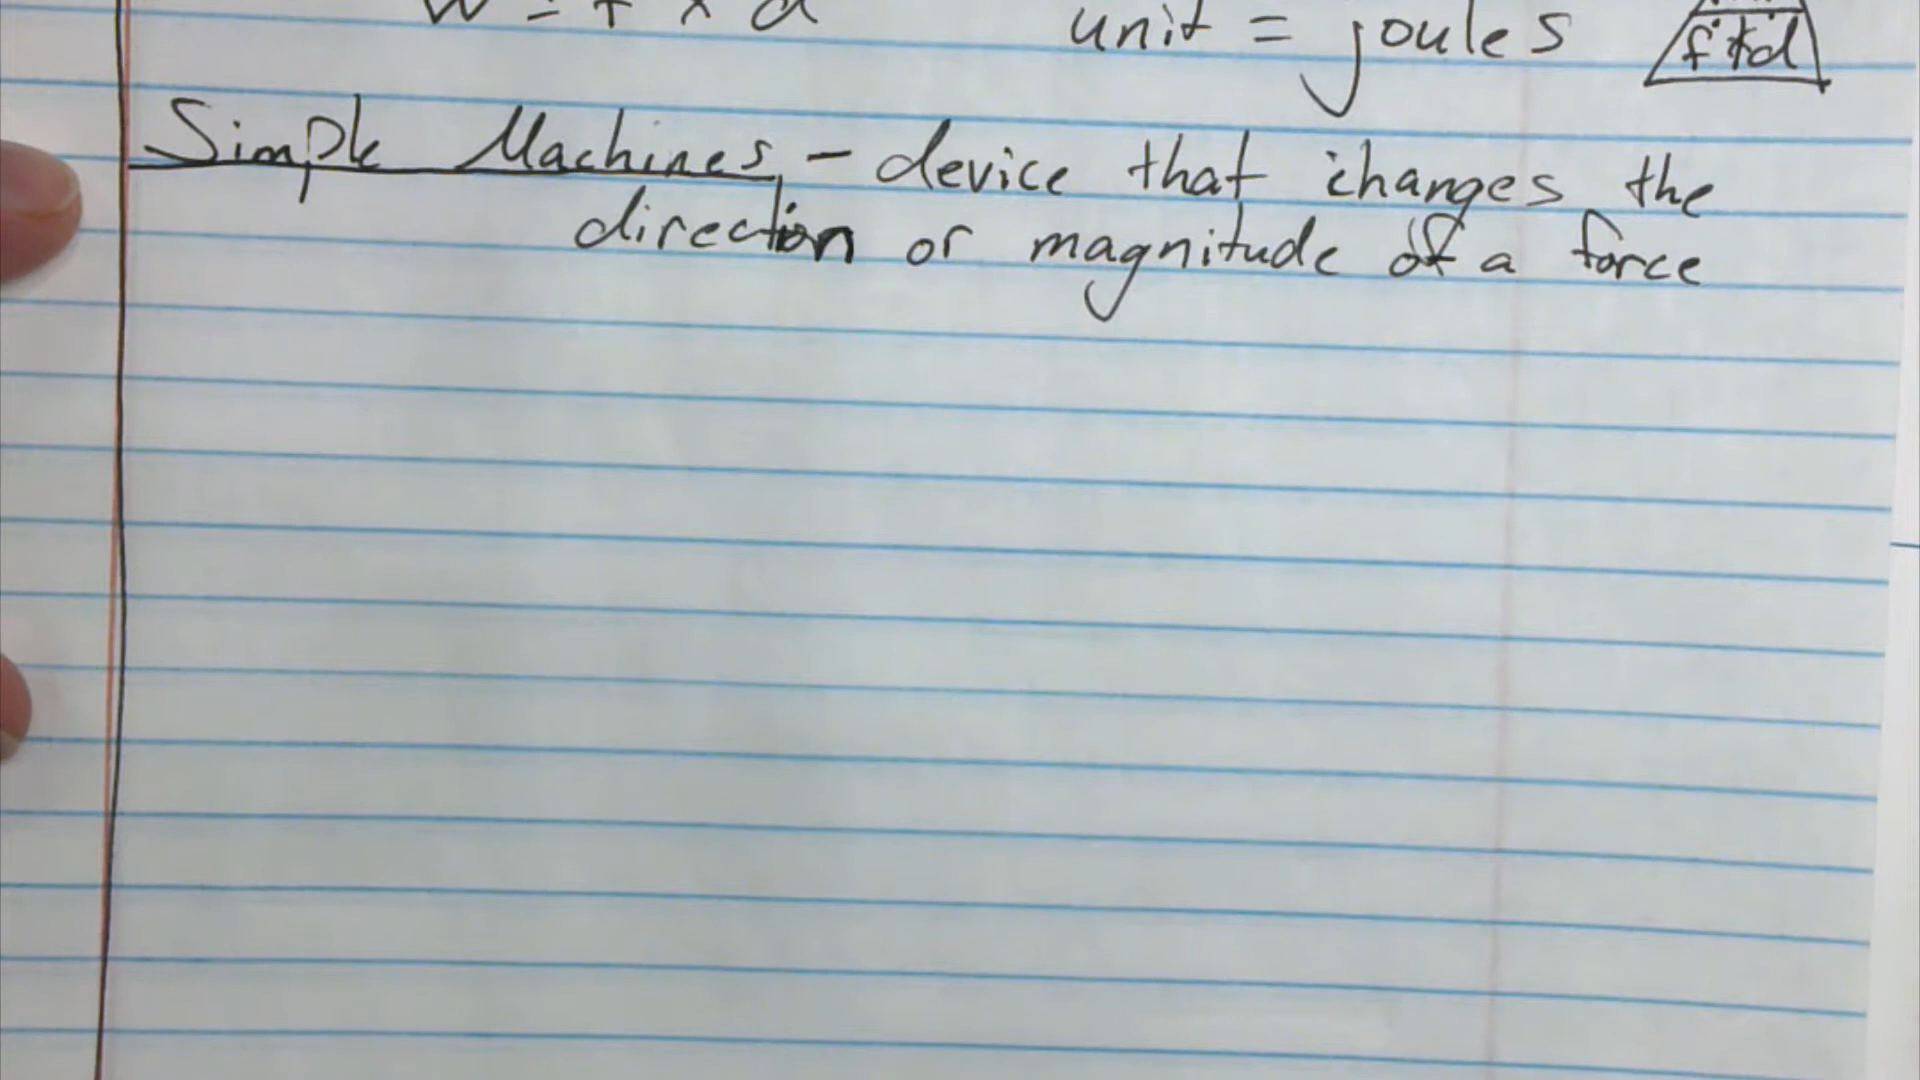 W = f x d unit = joules
f x d
Simple Machines - device that changes the
direction or magnitude of a force